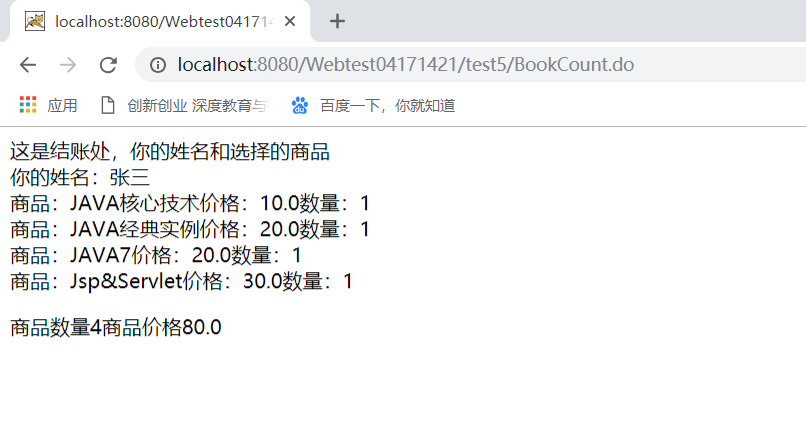 localhost:8080/Webtest041714
localhost:8080/Webtest04171421/test5/BookCount.do
应用 创新创业 深度教育与 百度一下，你就知道
这是结账处，你的姓名和选择的商品
你的姓名：张三
商品：JAVA核心技术价格：10.0数量：1
商品：JAVA经典实例价格：20.0数量：1
商品：JAVA7价格：20.0数量：1
商品：Jsp&Servlet价格：30.0数量：1
商品数量4商品价格80.0